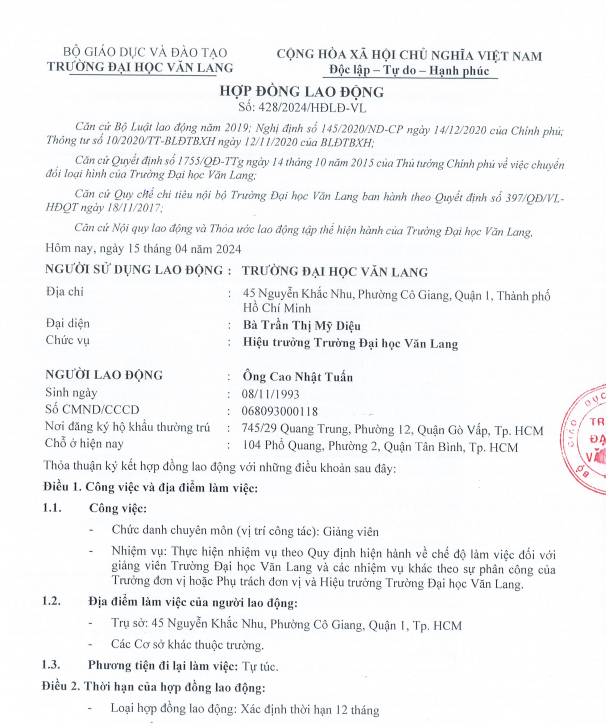 BỘ GIÁO DỤC VÀ ĐÀO TẠO
TRƯỜNG ĐẠI HỌC VĂN LANG
CỘNG HÒA XÃ HỘI CHỦ NGHĨA VIỆT NAM
Độc lập – Tự do – Hạnh phúc
HỢP ĐỒNG LAO ĐỘNG
Số: 428/2024/HĐLĐ-VL
Căn cứ Bộ Luật lao động năm 2019; Nghị định số 145/2020/NĐ-CP ngày 14/12/2020 của Chính phủ;
Thông tư số 10/2020/TT-BLĐTBXH ngày 12/11/2020 của BLĐTBXH;
Căn cứ Quyết định số 1755/QĐ-TTg ngày 14 tháng 10 năm 2015 của Thủ tướng Chính phủ về việc chuyển
đổi loại hình của Trường Đại học Văn Lang;
Căn cứ Quy chế chi tiêu nội bộ Trường Đại học Văn Lang ban hành theo Quyết định số 397/QĐ/VL-
HĐQT ngày 18/11/2017;
Căn cứ Nội quy lao động và Thỏa ước lao động tập thể hiện hành của Trường Đại học Văn Lang,
Hôm nay, ngày 15 tháng 04 năm 2024
NGƯỜI SỬ DỤNG LAO ĐỘNG : TRƯỜNG ĐẠI HỌC VĂN LANG
Địa chỉ : 45 Nguyễn Khắc Nhu, Phường Cô Giang, Quận 1, Thành phố
Hồ Chí Minh
Đại diện : Bà Trần Thị Mỹ Diệu
Chức vụ : Hiệu trưởng Trường Đại học Văn Lang
NGƯỜI LAO ĐỘNG : Ông Cao Nhật Tuấn
Sinh ngày : 08/11/1993
Số CMND/CCCD : 068093000118
Nơi đăng ký hộ khẩu thường trú : 745/29 Quang Trung, Phường 12, Quận Gò Vấp, Tp. HCM
Chỗ ở hiện nay : 104 Phổ Quang, Phường 2, Quận Tân Bình, Tp. HCM
Thỏa thuận ký kết hợp đồng lao động với những điều khoản sau đây:
Điều 1. Công việc và địa điểm làm việc:
1.1. Công việc:
- Chức danh chuyên môn (vị trí công tác): Giảng viên
- Nhiệm vụ: Thực hiện nhiệm vụ theo Quy định hiện hành về chế độ làm việc đối với
giảng viên Trường Đại học Văn Lang và các nhiệm vụ khác theo sự phân công của
Trưởng đơn vị hoặc Phụ trách đơn vị và Hiệu trưởng Trường Đại học Văn Lang.
1.2. Địa điểm làm việc của người lao động:
- Trụ sở: 45 Nguyễn Khắc Nhu, Phường Cô Giang, Quận 1, Tp. HCM
- Các Cơ sở khác thuộc trường.
1.3. Phương tiện đi lại làm việc: Tự túc.
Điều 2. Thời hạn của hợp đồng lao động:
- Loại hợp đồng lao động: Xác định thời hạn 12 tháng